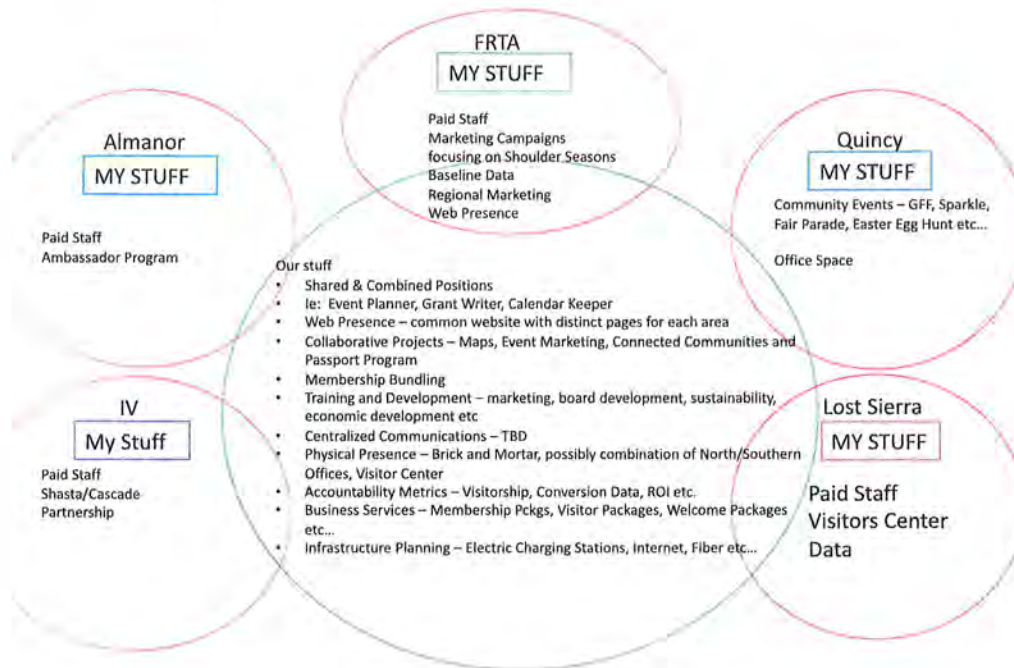 FRTA
MY STUFF
Paid Staff
Marketing Campaigns
focusing on Shoulder Seasons
Baseline Data
Regional Marketing
Web Presence
Almanor
MY STUFF
Paid Staff
Ambassador Program
Quincy
MY STUFF
Community Events – GFF, Sparkle,
Fair Parade, Easter Egg Hunt etc...
Office Space
Our stuff
• Shared & Combined Positions
• Ie: Event Planner, Grant Writer, Calendar Keeper
• Web Presence – common website with distinct pages for each area
• Collaborative Projects – Maps, Event Marketing, Connected Communities and
Passport Program
• Membership Bundling
• Training and Development – marketing, board development, sustainability,
economic development etc
• Centralized Communications – TBD
• Physical Presence – Brick and Mortar, possibly combination of North/Southern
Offices, Visitor Center
• Accountability Metrics – Visitorship, Conversion Data, ROI etc.
• Business Services – Membership Pckgs, Visitor Packages, Welcome Packages
etc...
• Infrastructure Planning – Electric Charging Stations, Internet, Fiber etc...
IV
My Stuff
Paid Staff
Shasta/Cascade
Partnership
Lost Sierra
MY STUFF
Paid Staff
Visitors Center
Data